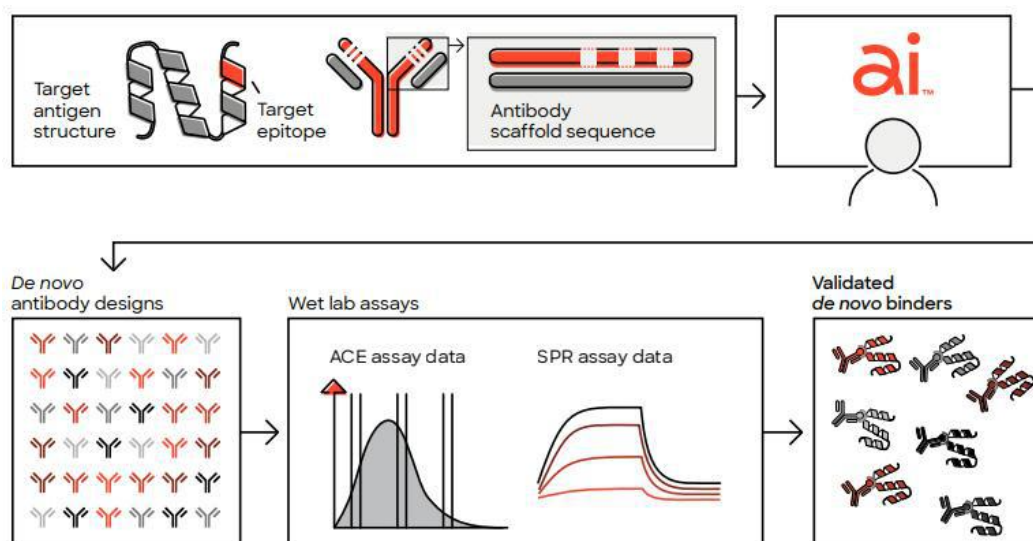 Target
antigen
structure
Target
epitope
Antibody
scaffold sequence
ai™
De novo
antibody designs
Wet lab assays
ACE assay data
SPR assay data
Validated
de novo binders